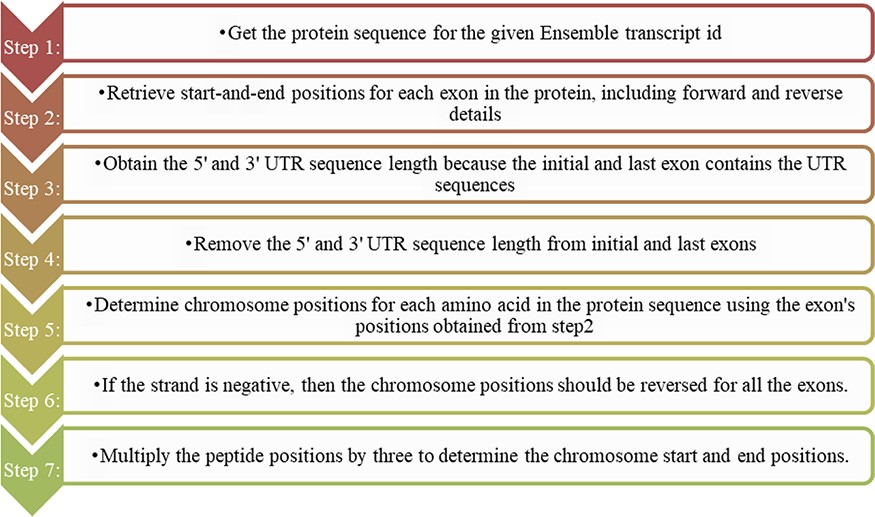 Step 1:
•Get the protein sequence for the given Ensemble transcript id
Step 2:
•Retrieve start-and-end positions for each exon in the protein, including forward and reverse
details
Step 3:
•Obtain the 5' and 3' UTR sequence length because the initial and last exon contains the UTR
sequences
Step 4:
•Remove the 5' and 3' UTR sequence length from initial and last exons
Step 5:
•Determine chromosome positions for each amino acid in the protein sequence using the exon's
positions obtained from step2
Step 6:
•If the strand is negative, then the chromosome positions should be reversed for all the exons.
Step 7:
•Multiply the peptide positions by three to determine the chromosome start and end positions.